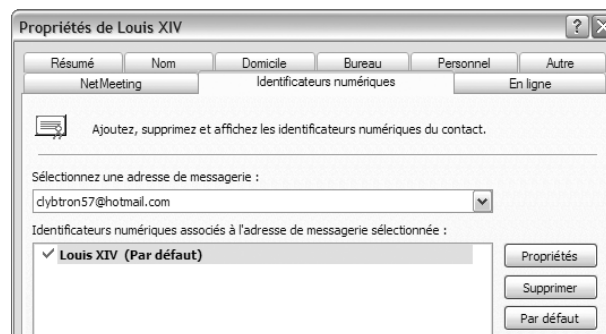 Propriétés de Louis XIV
Résumé Nom Domicile Bureau Personnel Autre
NetMeeting Identificateurs numériques En ligne
Ajoutez, supprimez et affichez les identificateurs numériques du contact.
Sélectionnez une adresse de messagerie :
clybtron57@hotmail.com
Identificateurs numériques associés à l'adresse de messagerie sélectionnée :
Louis XIV (Par défaut)
Propriétés
Supprimer
Par défaut